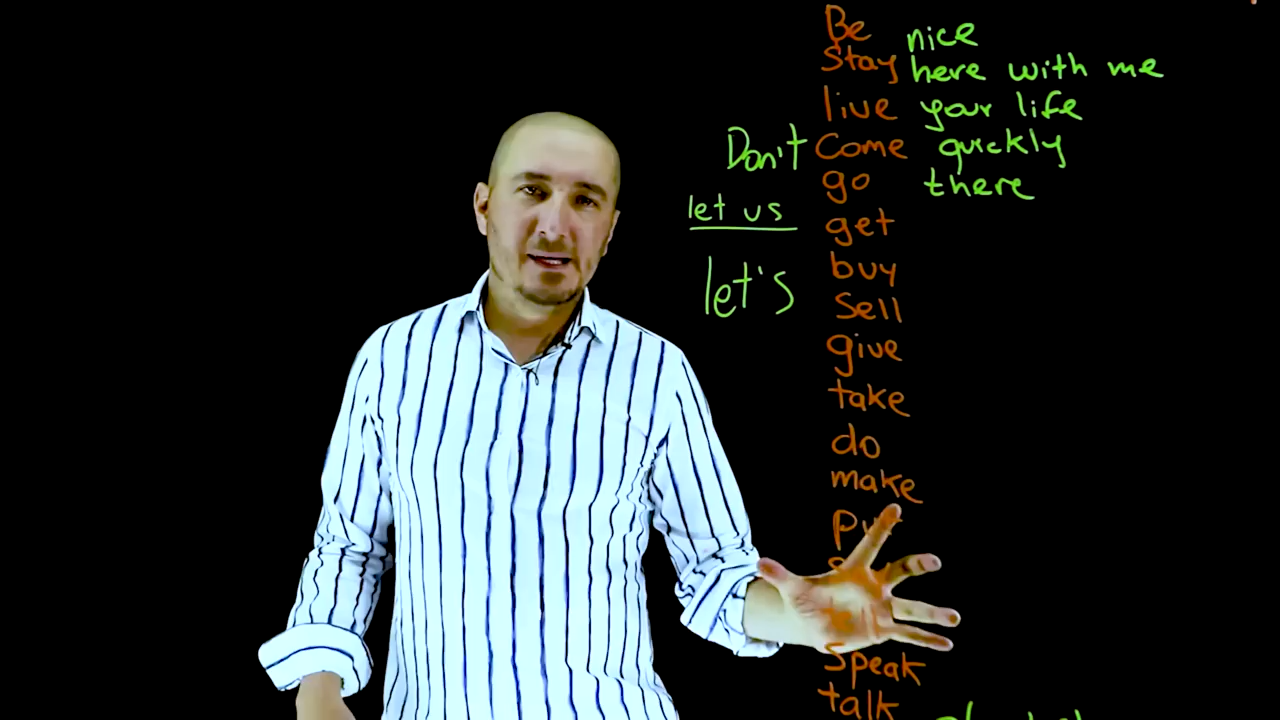 Be nice
Stay here with me
live your life
Don't Come quickly
go there
let us
get
buy
let's
Sell
give
take
do
make
Speak
talk